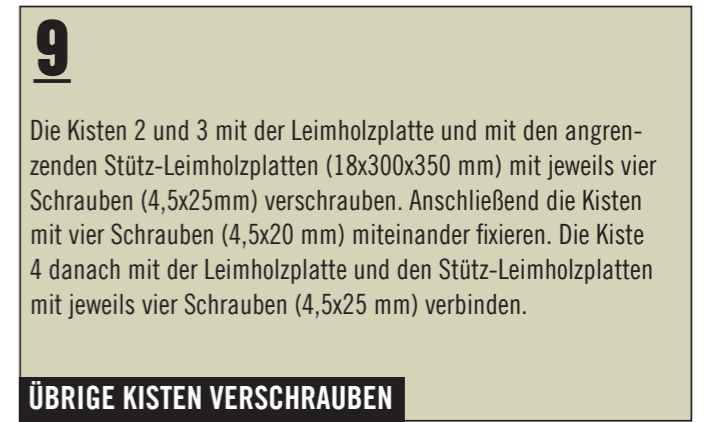 9
Die Kisten 2 und 3 mit der Leimholzplatte und mit den angren-
zenden Stütz-Leimholzplatten (18x300x350 mm) mit jeweils vier
Schrauben (4,5x25mm) verschrauben. Anschließend die Kisten
mit vier Schrauben (4,5x20 mm) miteinander fixieren. Die Kiste
4 danach mit der Leimholzplatte und den Stütz-Leimholzplatten
mit jeweils vier Schrauben (4,5x25 mm) verbinden.
ÜBRIGE KISTEN VERSCHRAUBEN